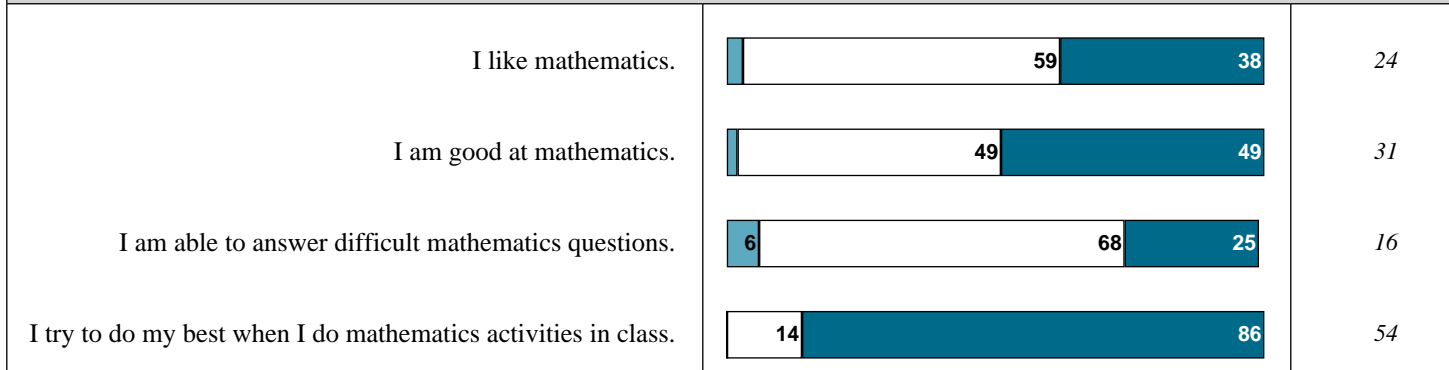 I like mathematics. 59 38 24
I am good at mathematics. 49 49 31
I am able to answer difficult mathematics questions. 6 68 25 16
I try to do my best when I do mathematics activities in class. 14 86 54